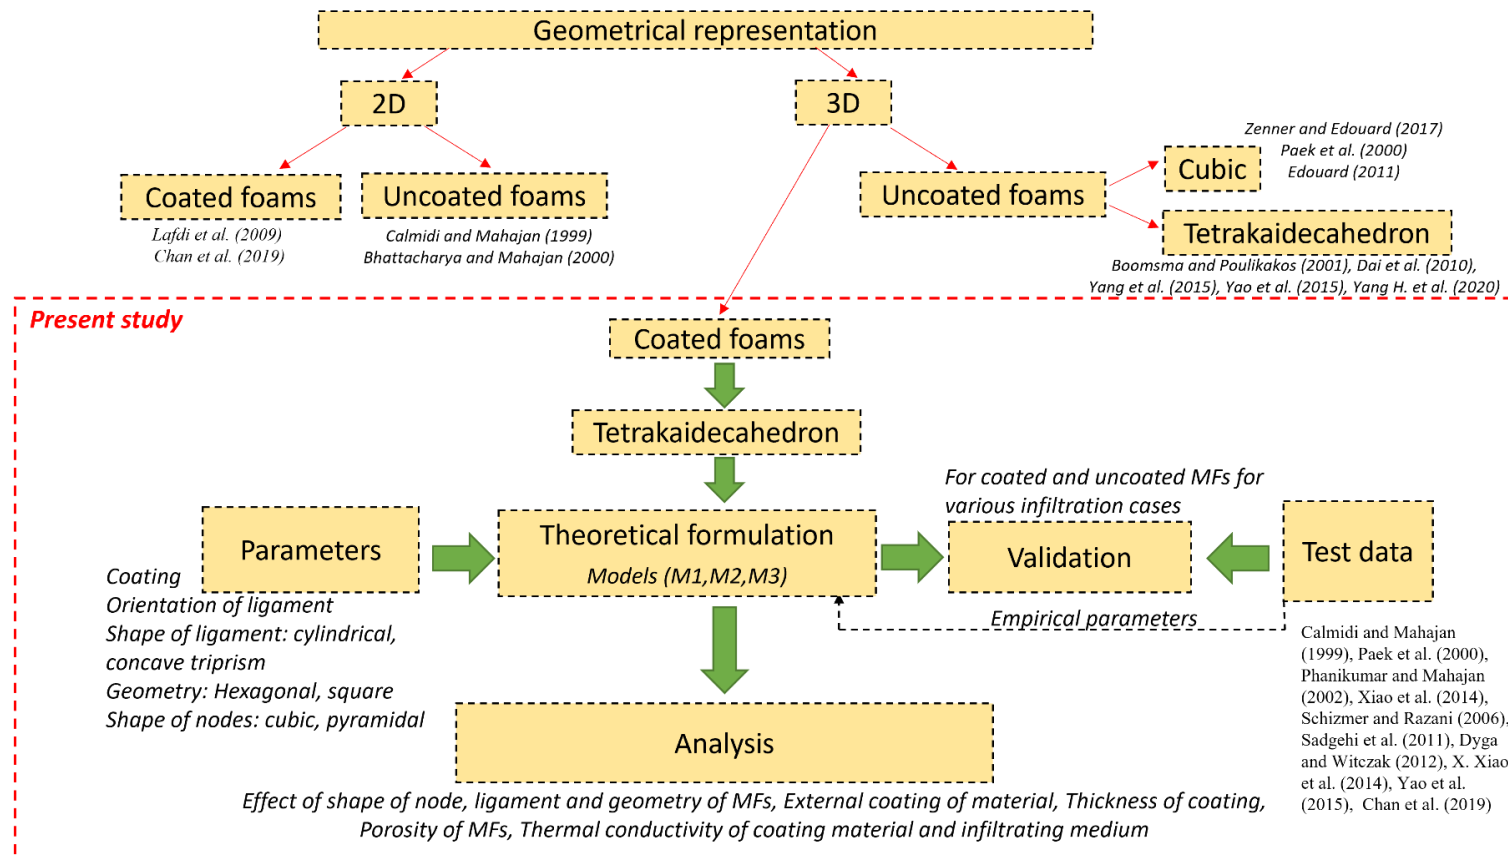 Geometrical representation
2D
3D
Coated foams
Lafdi et al. (2009)
Chan et al. (2019)
Uncoated foams
Calmidi and Mahajan (1999)
Bhattacharya and Mahajan (2000)
Uncoated foams
Zenner and Edouard (2017)
Paek et al. (2000)
Edouard (2011)
Cubic
Tetrakaidecahedron
Boomsma and Poulikakos (2001), Dai et al. (2010),
Yang et al. (2015), Yao et al. (2015), Yang H. et al. (2020)
Present study
Coated foams
Tetrakaidecahedron
Parameters
Coating
Orientation of ligament
Shape of ligament: cylindrical,
concave triprism
Geometry: Hexagonal, square
Shape of nodes: cubic, pyramidal
Theoretical formulation
Models (M1,M2,M3)
For coated and uncoated MFs for
various infiltration cases
Validation
Test data
Empirical parameters
Calmidi and Mahajan
(1999), Paek et al. (2000),
Phanikumar and Mahajan
(2002), Xiao et al. (2014),
Schizmer and Razani (2006),
Sadgehi et al. (2011), Dyga
and Witczak (2012), X. Xiao
et al. (2014), Yao et al.
(2015), Chan et al. (2019)
Analysis
Effect of shape of node, ligament and geometry of MFs, External coating of material, Thickness of coating,
Porosity of MFs, Thermal conductivity of coating material and infiltrating medium